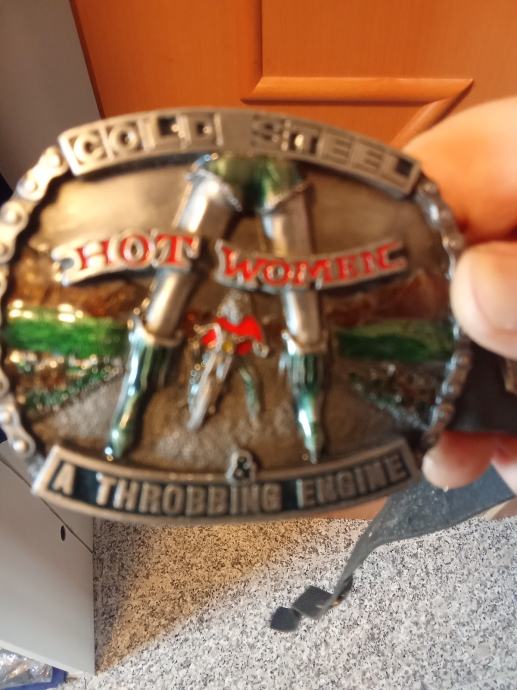 COLD STEEL
HOT WOMEN
&
A THROBBING ENGINE